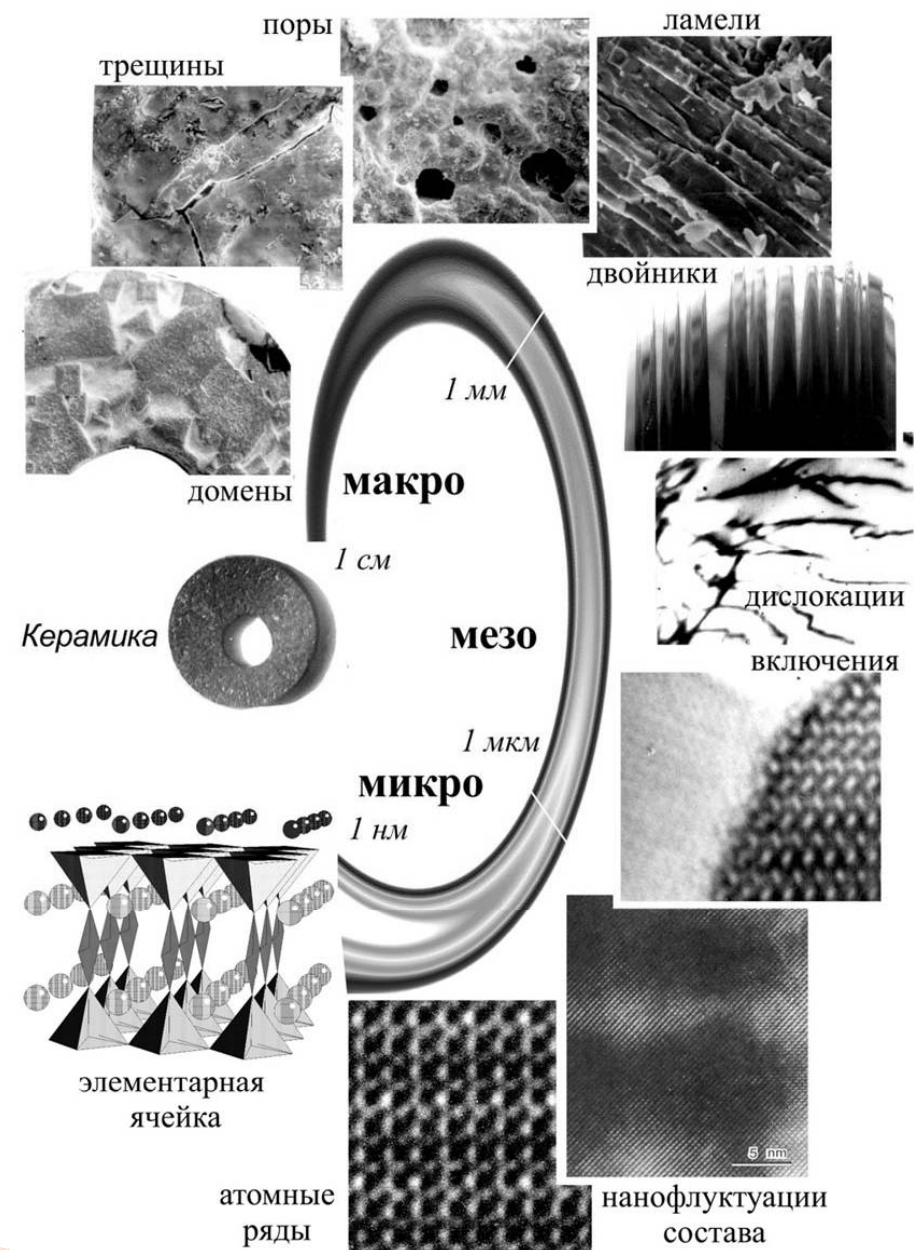 поры
ламели
трещины
двойники
1 мм
домены
макро
1 см
дислокации
Керамика
мезо
включения
1 мкм
микро
1 нм
5 nm
элементарная
ячейка
атомные
ряды
нанофлуктуации
состава